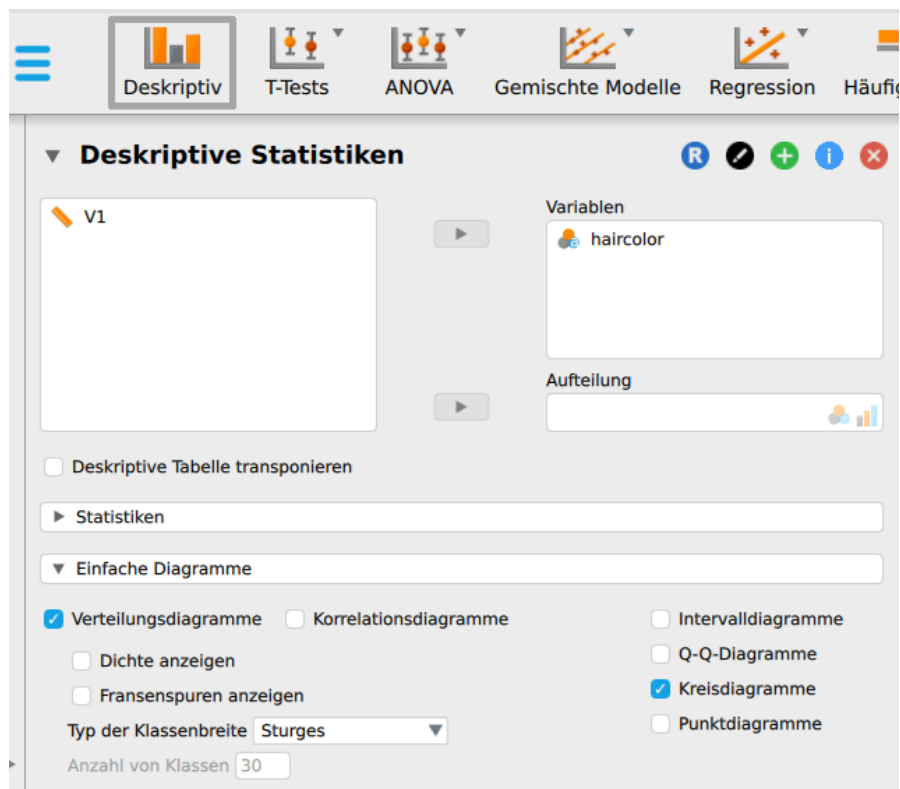 Deskriptiv T-Tests ANOVA Gemischte Modelle Regression Häufig
Deskriptive Statistiken
R i
V1
Variablen
haircolor
Aufteilung
Deskriptive Tabelle transponieren
Statistiken
Einfache Diagramme
Verteilungsdiagramme Korrelationsdiagramme Intervalldiagramme
Dichte anzeigen Q-Q-Diagramme
Fransenspuren anzeigen Kreisdiagramme
Typ der Klassenbreite Sturges Punktdiagramme
Anzahl von Klassen 30